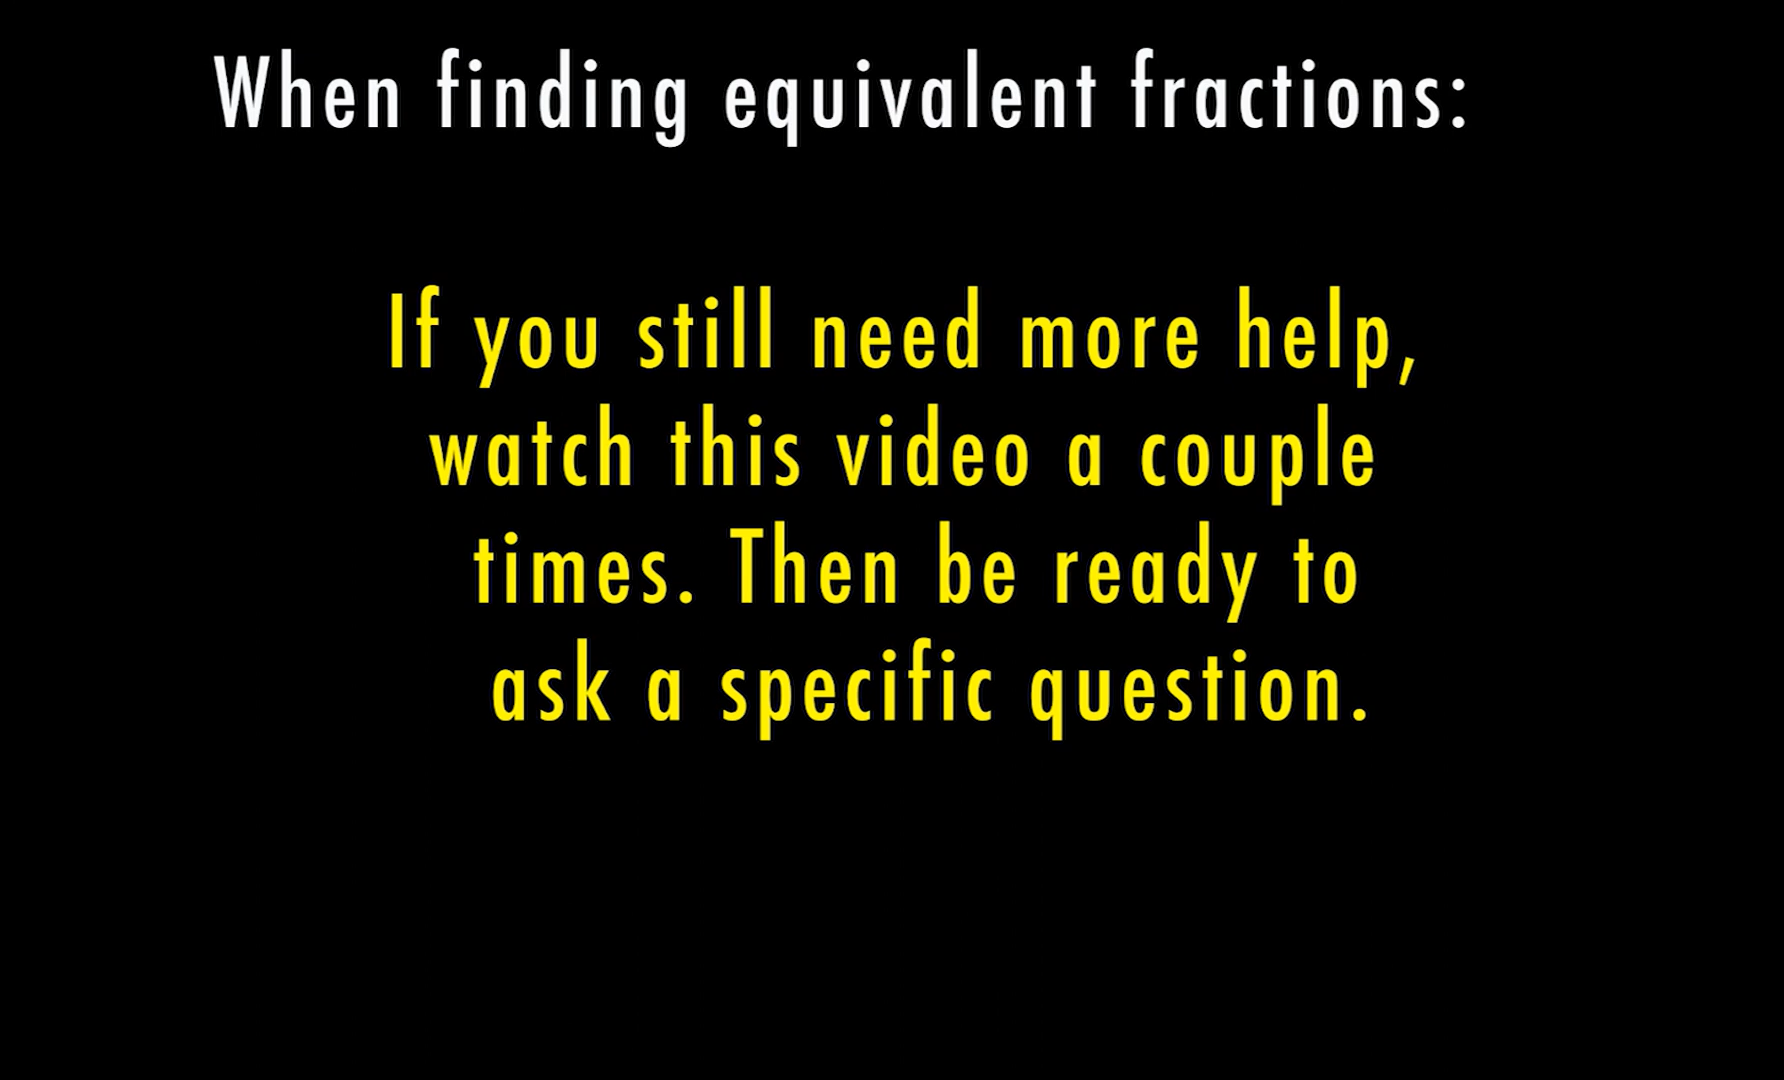 When finding equivalent fractions:
If you still need more help,
watch this video a couple
times. Then be ready to
ask a specific question.